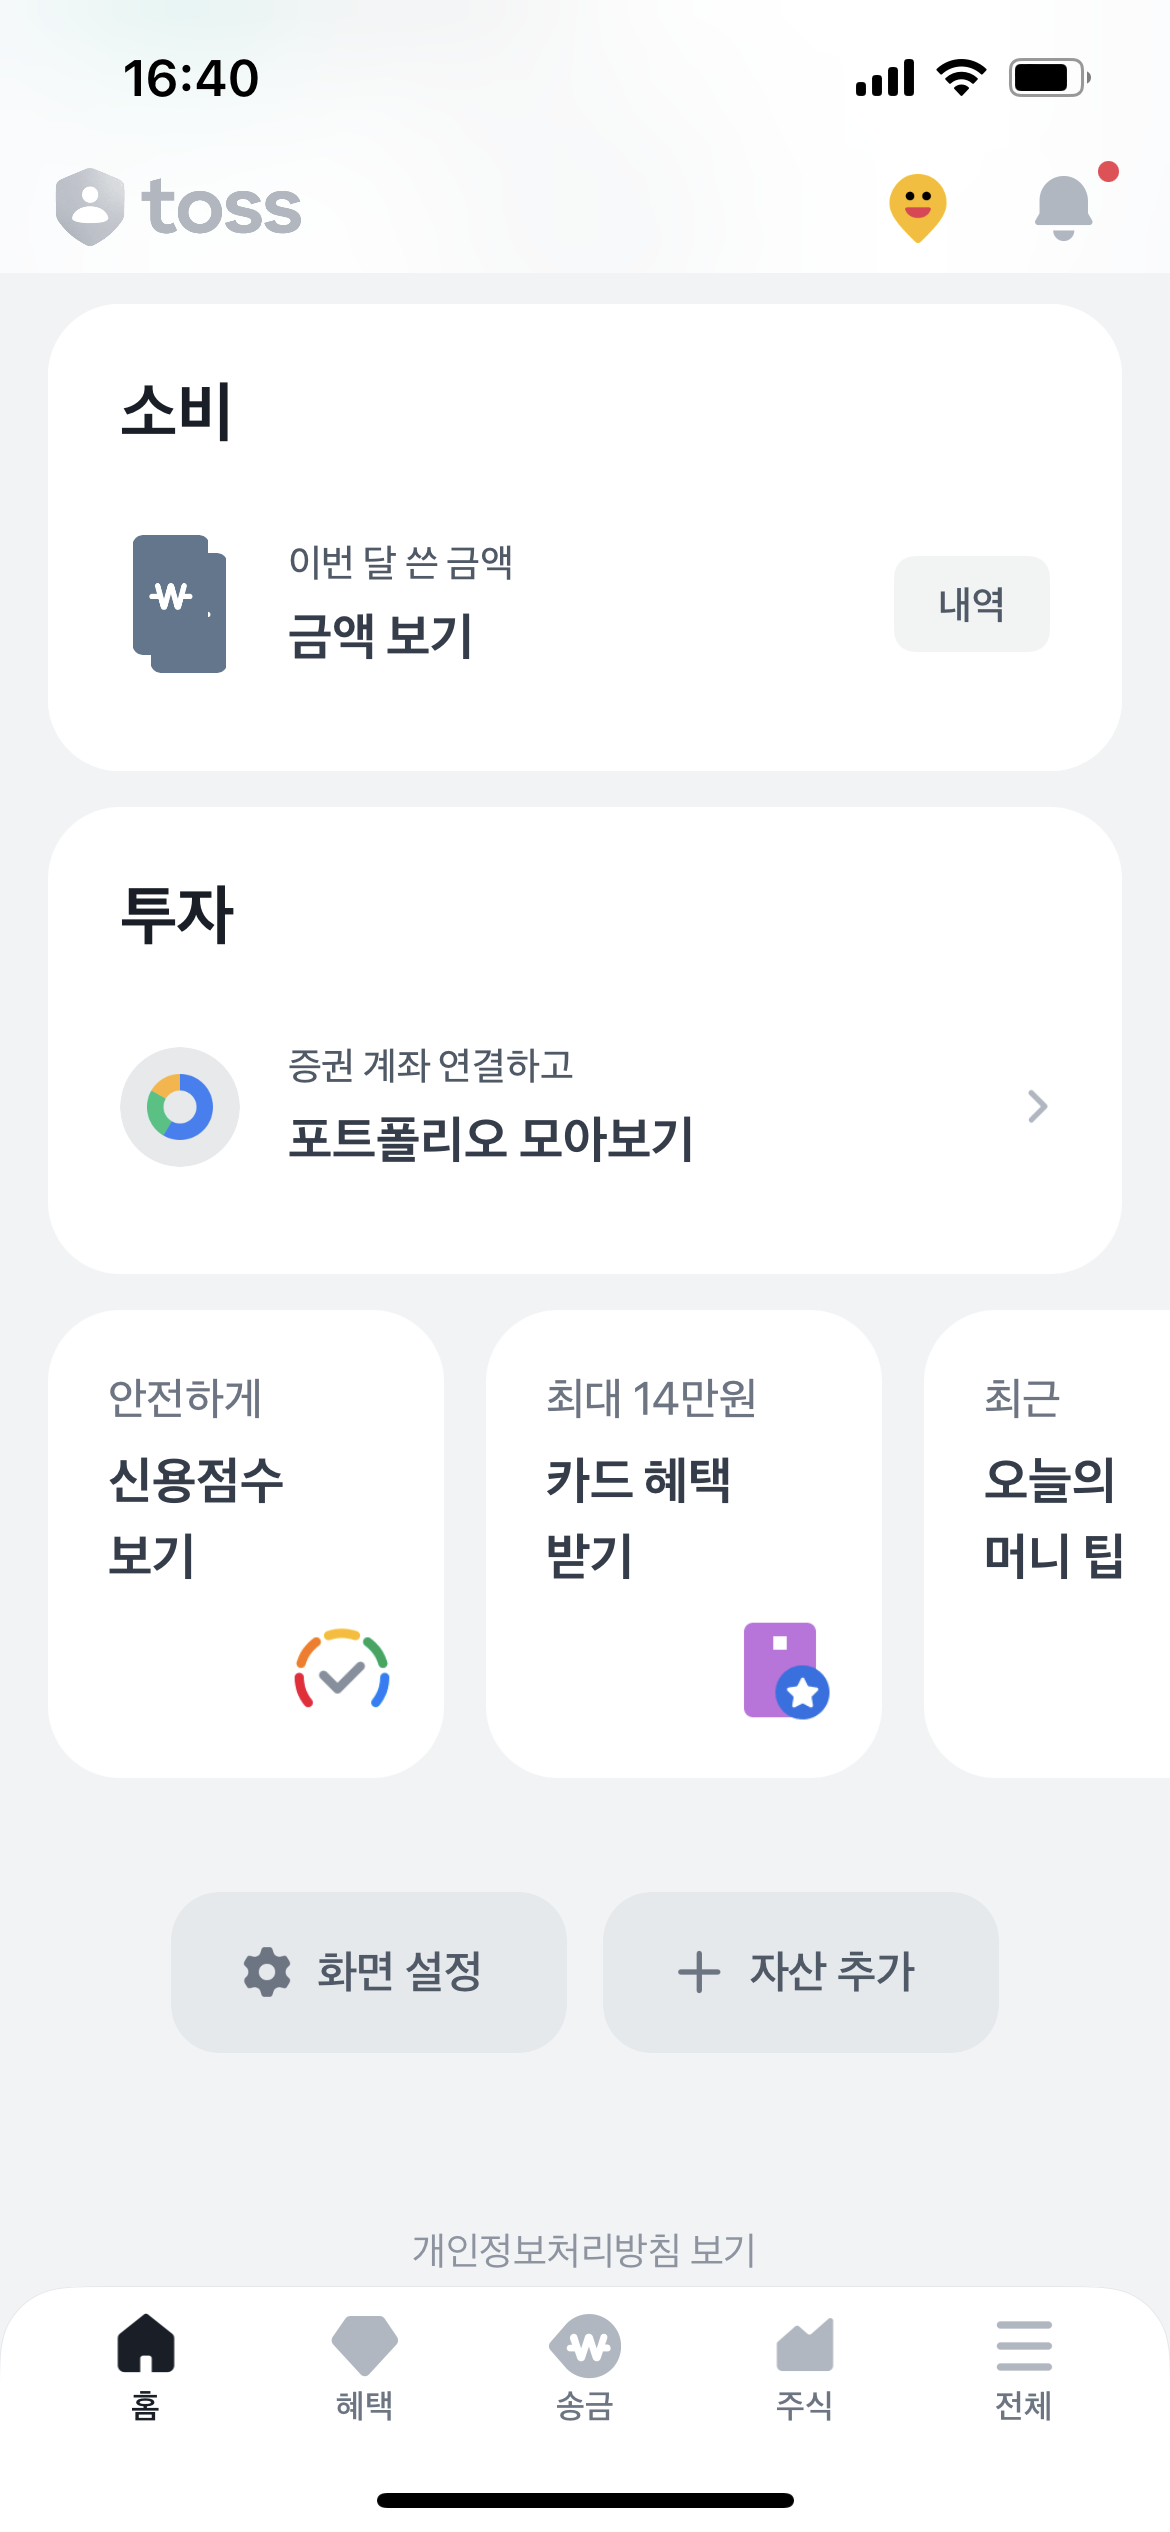 16:40
toss
소비
이번 달 쓴 금액
금액 보기
내역
투자
증권 계좌 연결하고
포트폴리오 모아보기
안전하게
신용점수
보기
최대 14만원
카드 혜택
받기
최근
오늘의
머니 팁
화면 설정
자산 추가
개인정보처리방침 보기
홈
혜택
송금
주식
전체